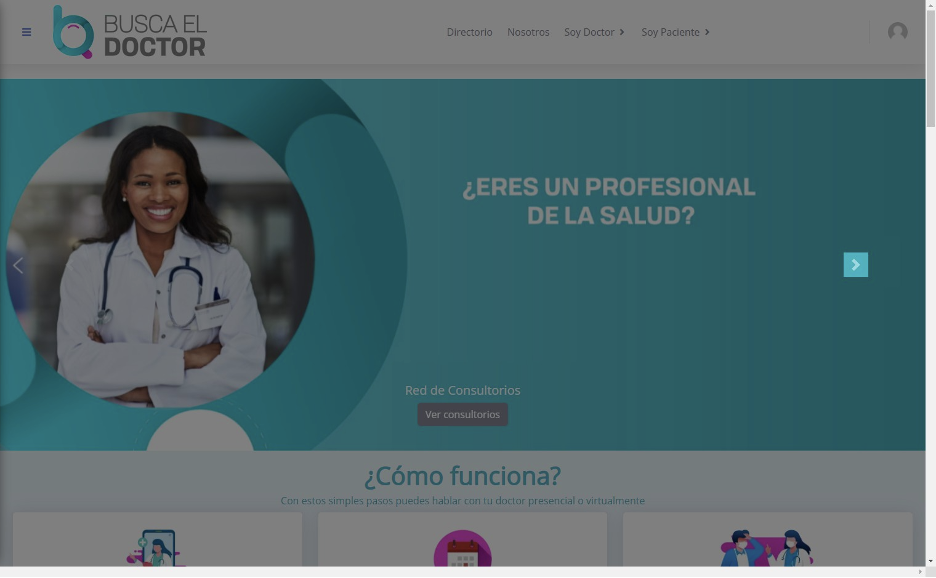 BUSCA EL
DOCTOR
Directorio Nosotros Soy Doctor Soy Paciente
¿ERES UN PROFESIONAL
DE LA SALUD?
Red de Consultorios
Ver consultorios
¿Cómo funciona?
Con estos simples pasos puedes hablar con tu doctor presencial o virtualmente